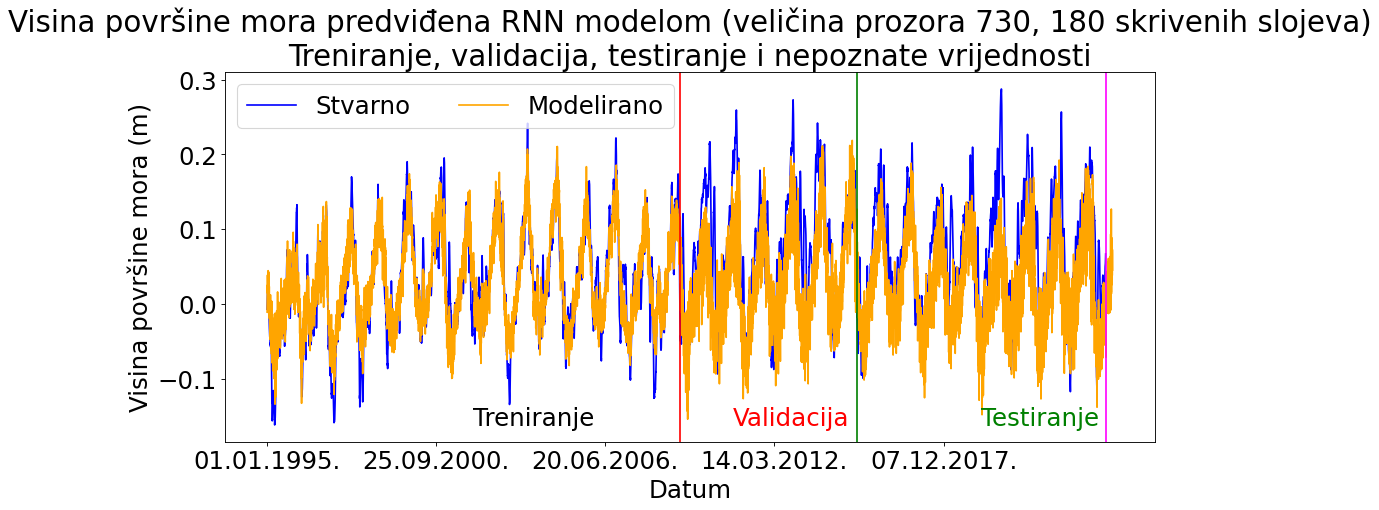 Visina površine mora predviđena RNN modelom (veličina prozora 730, 180 skrivenih slojeva)
Treniranje, validacija, testiranje i nepoznate vrijednosti
Stvarno Modelirano
Visina površine mora (m)
0.3
0.2
0.1
0.0
−0.1
Treniranje Validacija Testiranje
01.01.1995. 25.09.2000. 20.06.2006. 14.03.2012. 07.12.2017.
Datum